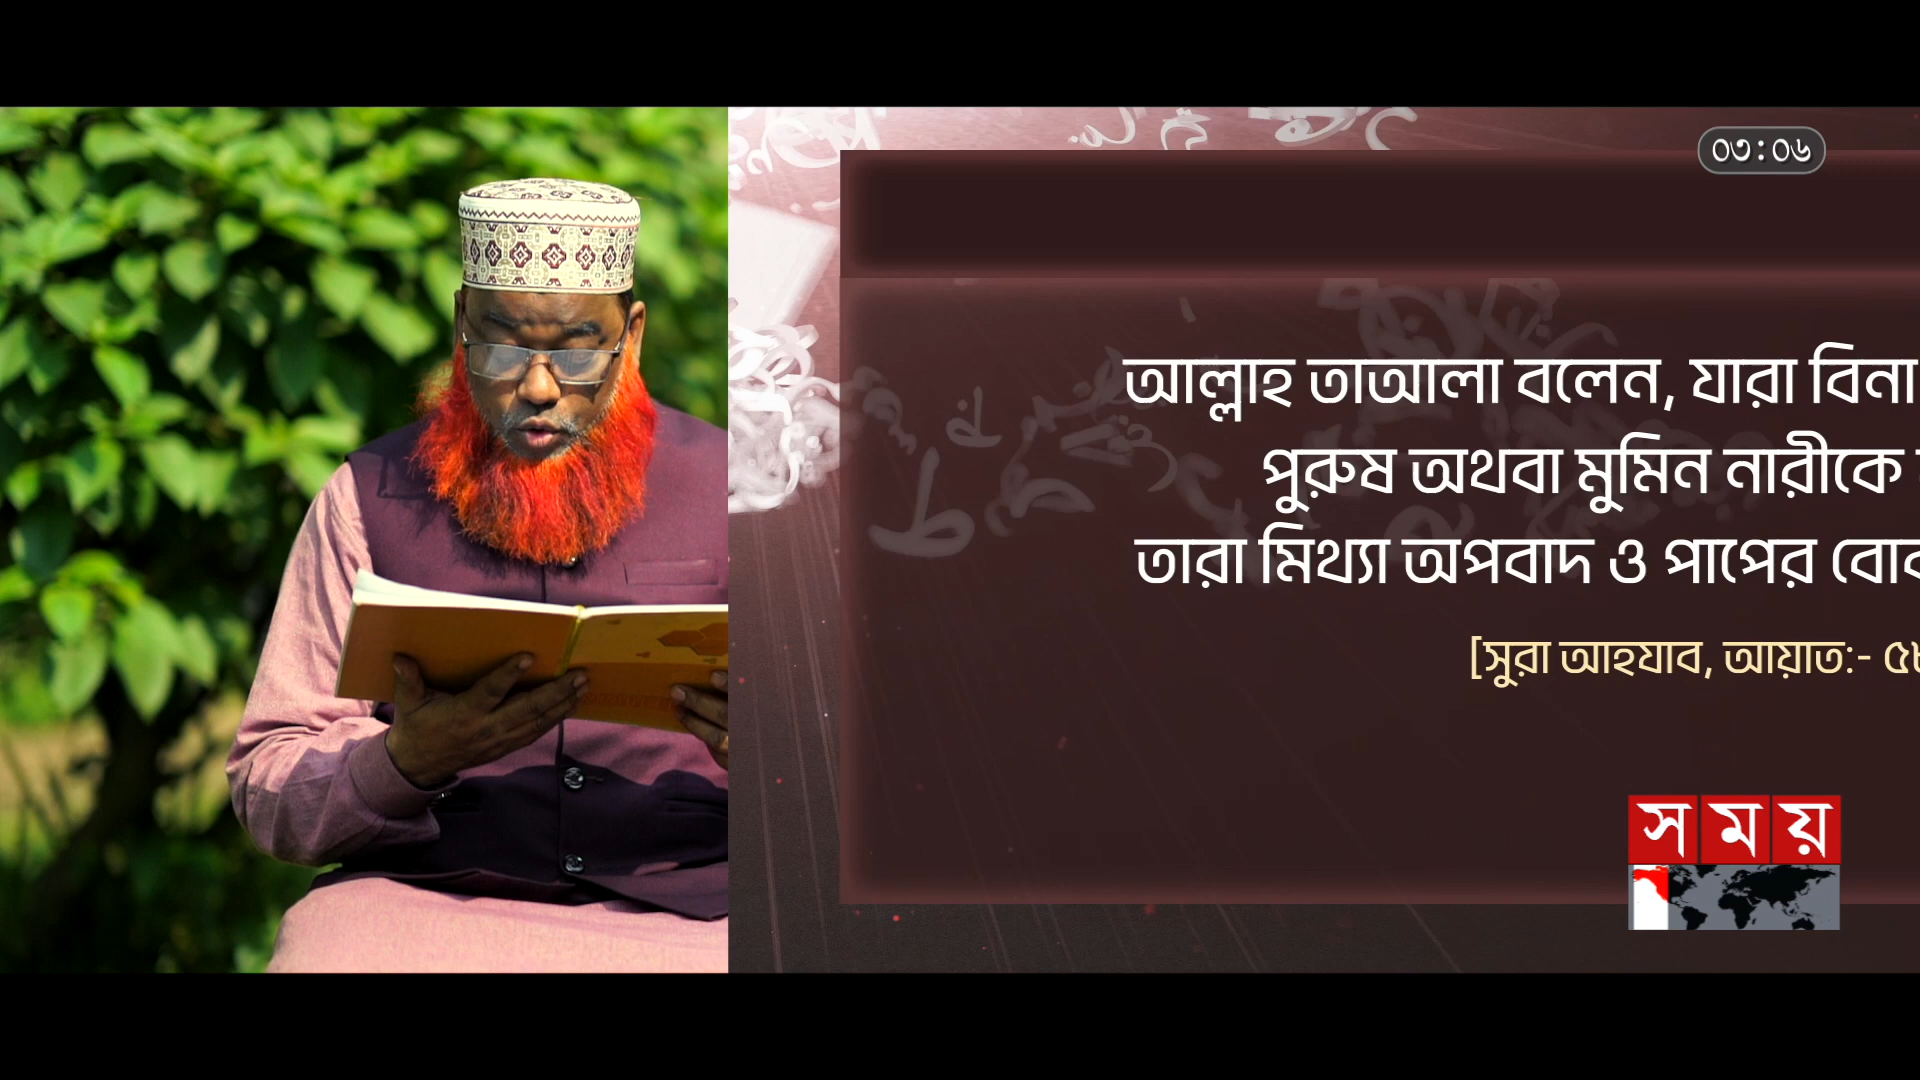 ০৩:০৬
আল্লাহ তাআলা বলেন, যারা বিনা
পুরুষ অথবা মুমিন নারীকে
তারা মিথ্যা অপবাদ ও পাপের
[সুরা আহযাব, আয়াত:-
সময়